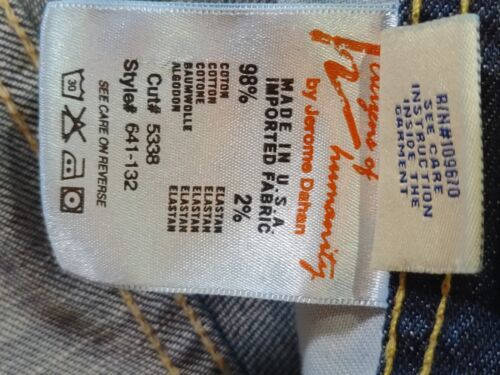 citizens of
humanity
by Jerome Dahan
MADE IN U.S.A.
IMPORTED FABRIC
98% 2%
COTON ELASTAN
COTTON ELASTAN
COTONE ELASTAN
BAUMWOLLE ELASTAN
ALGODON ELASTAN
Cut# 5338
Style# 641-132
30
SEE CARE ON REVERSE
R/N#109670
SEE CARE
INSTRUCTION
INSIDE THE
GARMENT